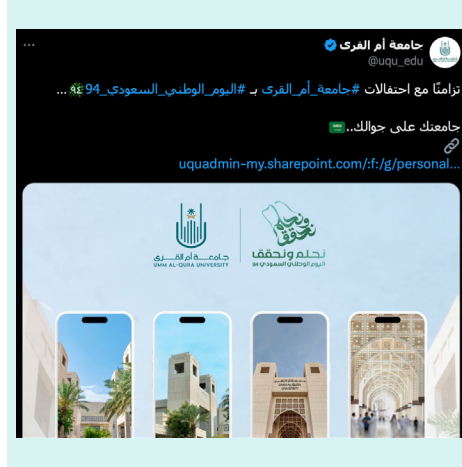 جامعة أم القرى
@uqu_edu
تزامنًا مع احتفالات #جامعة_أم_القرى بـ #اليوم_الوطني_السعودي_94 ...
جامعتك على جوالك..
uquadmin-my.sharepoint.com/:f:/g/personal...
جامعة أم القرى
UMM AL-QURA UNIVERSITY
نحلم ونحقق
نحلم ونحقق
اليوم الوطني السعودي 94